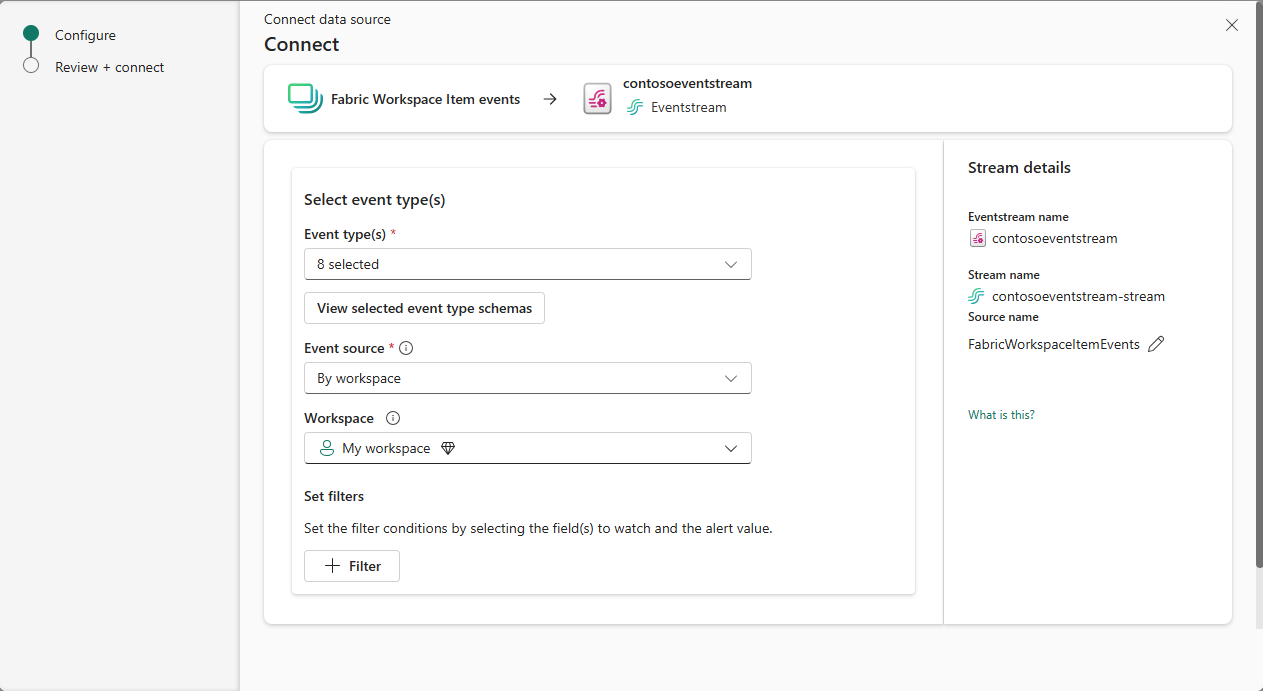 Configure
Review + connect
Connect data source
Connect
Fabric Workspace Item events
contosoeventstream
Eventstream
Select event type(s)
Event type(s) *
8 selected
View selected event type schemas
Event source *
By workspace
Workspace
My workspace
Set filters
Set the filter conditions by selecting the field(s) to watch and the alert value.
Filter
Stream details
Eventstream name
contosoeventstream
Stream name
contosoeventstream-stream
Source name
FabricWorkspaceItemEvents
What is this?